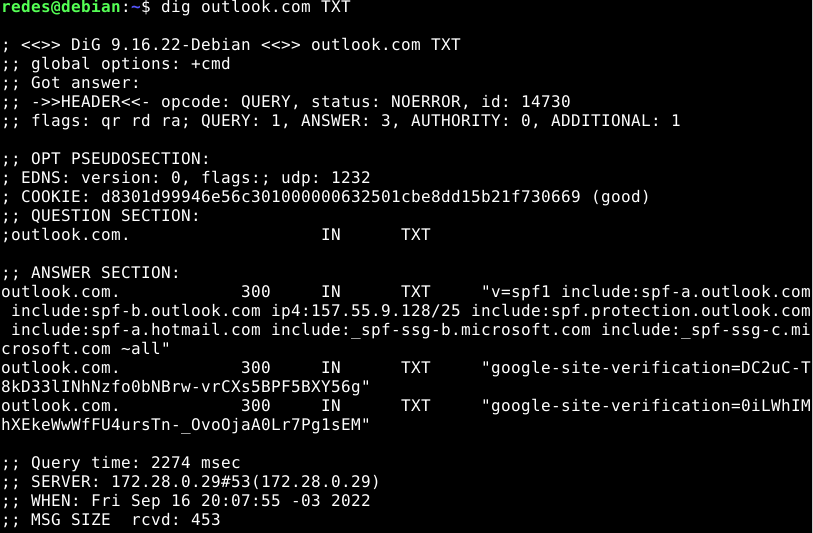 redes@debian:~$ dig outlook.com TXT
; <<>> DiG 9.16.22-Debian <<>> outlook.com TXT
;; global options: +cmd
;; Got answer:
;; ->>HEADER<<- opcode: QUERY, status: NOERROR, id: 14730
;; flags: qr rd ra; QUERY: 1, ANSWER: 3, AUTHORITY: 0, ADDITIONAL: 1
;; OPT PSEUDOSECTION:
; EDNS: version: 0, flags:; udp: 1232
; COOKIE: d8301d99946e56c301000000632501cbe8dd15b21f730669 (good)
;; QUESTION SECTION:
;outlook.com. IN TXT
;; ANSWER SECTION:
outlook.com. 300 IN TXT "v=spf1 include:spf-a.outlook.com
include:spf-b.outlook.com ip4:157.55.9.128/25 include:spf.protection.outlook.com
include:spf-a.hotmail.com include:_spf-ssg-b.microsoft.com include:_spf-ssg-c.mi
crosoft.com ~all"
outlook.com. 300 IN TXT "google-site-verification=DC2uC-T
8kD33lINhNzfo0bNBrw-vrCXs5BPF5BXY56g"
outlook.com. 300 IN TXT "google-site-verification=0iLWhIM
hXEkeWwWfFU4ursTn-_OvoOjaA0Lr7Pg1sEM"
;; Query time: 2274 msec
;; SERVER: 172.28.0.29#53(172.28.0.29)
;; WHEN: Fri Sep 16 20:07:55 -03 2022
;; MSG SIZE rcvd: 453